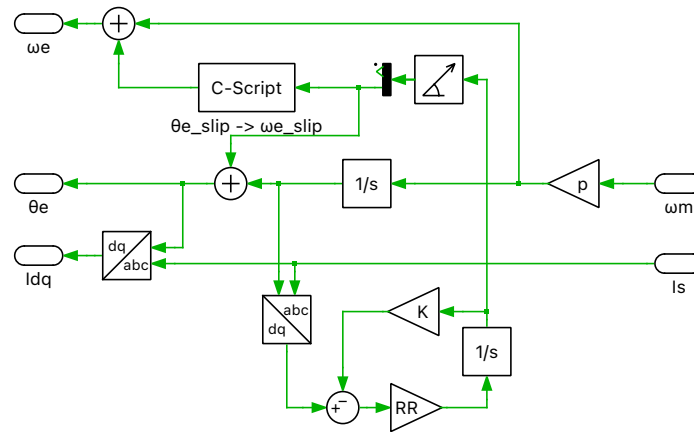 ωe
C-Script
θe_slip -> ωe_slip
θe
1/s
p
ωm
dq
abc
Idq
Is
abc
dq
K
1/s
RR